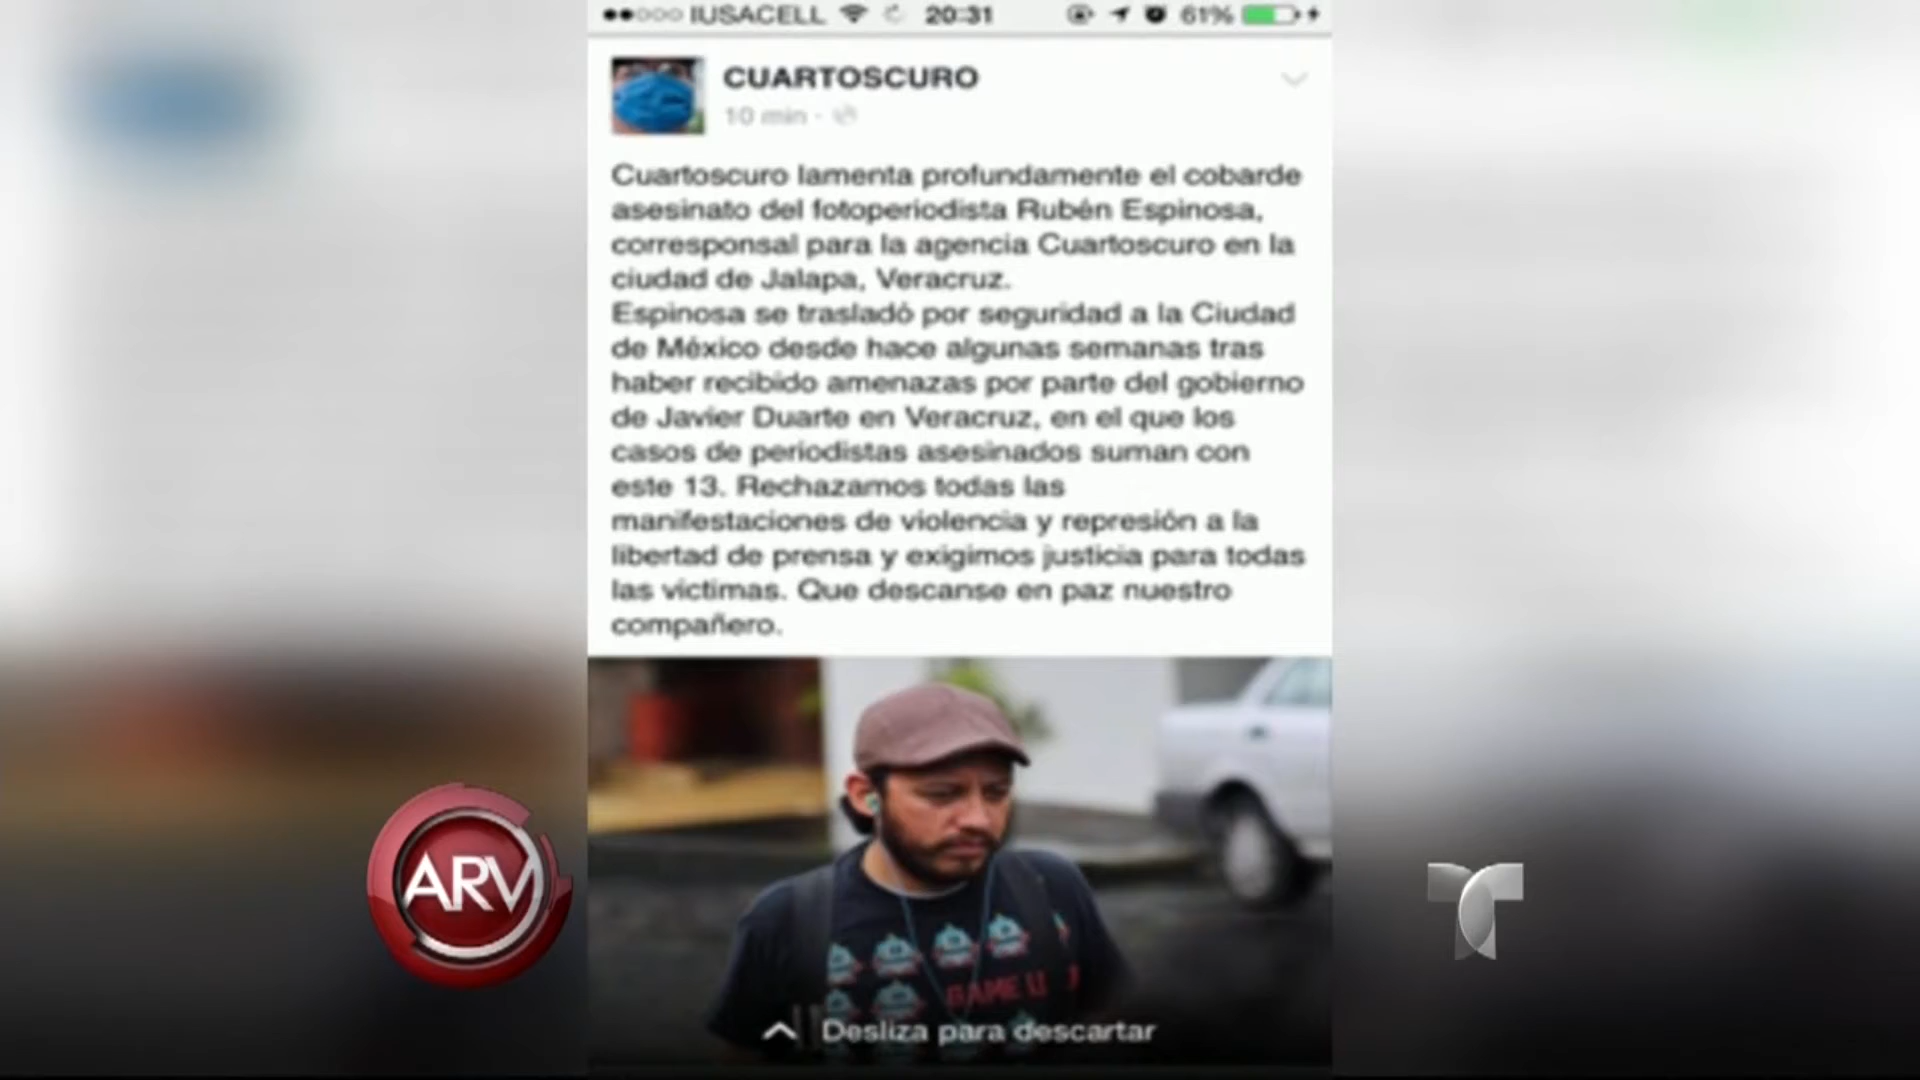 IUSACELL 20:31 61%
CUARTOSCURO
10 min ·
Cuartoscuro lamenta profundamente el cobarde
asesinato del fotoperiodista Rubén Espinosa,
corresponsal para la agencia Cuartoscuro en la
ciudad de Jalapa, Veracruz.
Espinosa se trasladó por seguridad a la Ciudad
de México desde hace algunas semanas tras
haber recibido amenazas por parte del gobierno
de Javier Duarte en Veracruz, en el que los
casos de periodistas asesinados suman con
este 13. Rechazamos todas las
manifestaciones de violencia y represión a la
libertad de prensa y exigimos justicia para todas
las víctimas. Que descanse en paz nuestro
compañero.
ARV
T
GAME
Desliza para descartar